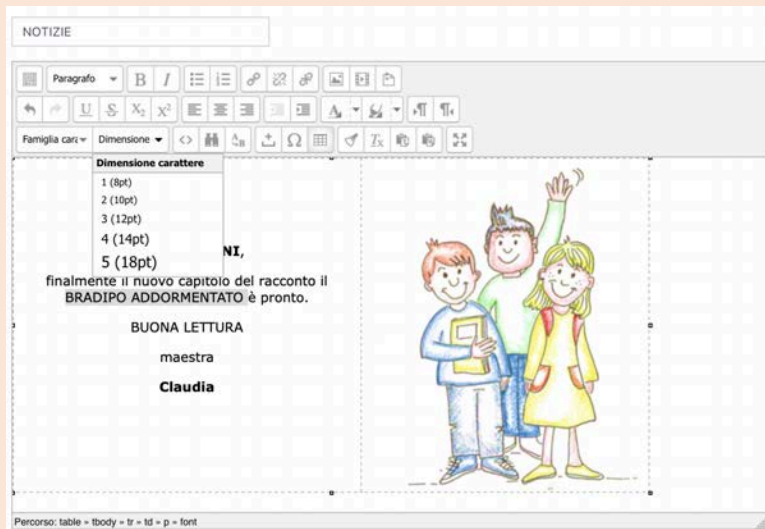 NOTIZIE
Paragrafo B I
U S X₂ X²
Famiglia cara Dimensione
Dimensione carattere
1 (8pt)
2 (10pt)
3 (12pt)
4 (14pt)
5 (18pt)
NI,
finalmente il nuovo capitolo del racconto il
BRADIPO ADDORMENTATO è pronto.
BUONA LETTURA
maestra
Claudia
Percorso: table » tbody » tr » td » p » font